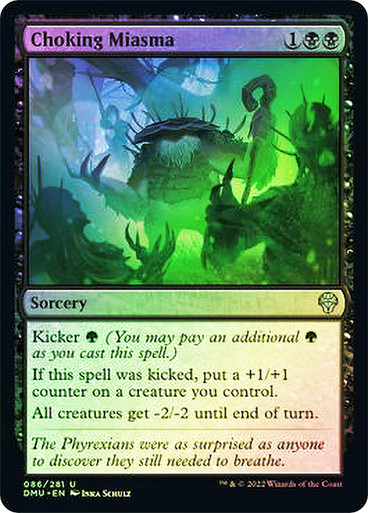 Choking Miasma 1
Sorcery
Kicker (You may pay an additional
as you cast this spell.)
If this spell was kicked, put a +1/+1
counter on a creature you control.
All creatures get -2/-2 until end of turn.
The Phyrexians were as surprised as anyone
to discover they still needed to breathe.
086/281 U
DMU • EN Inka Schulz
™ & © 2022 Wizards of the Coast